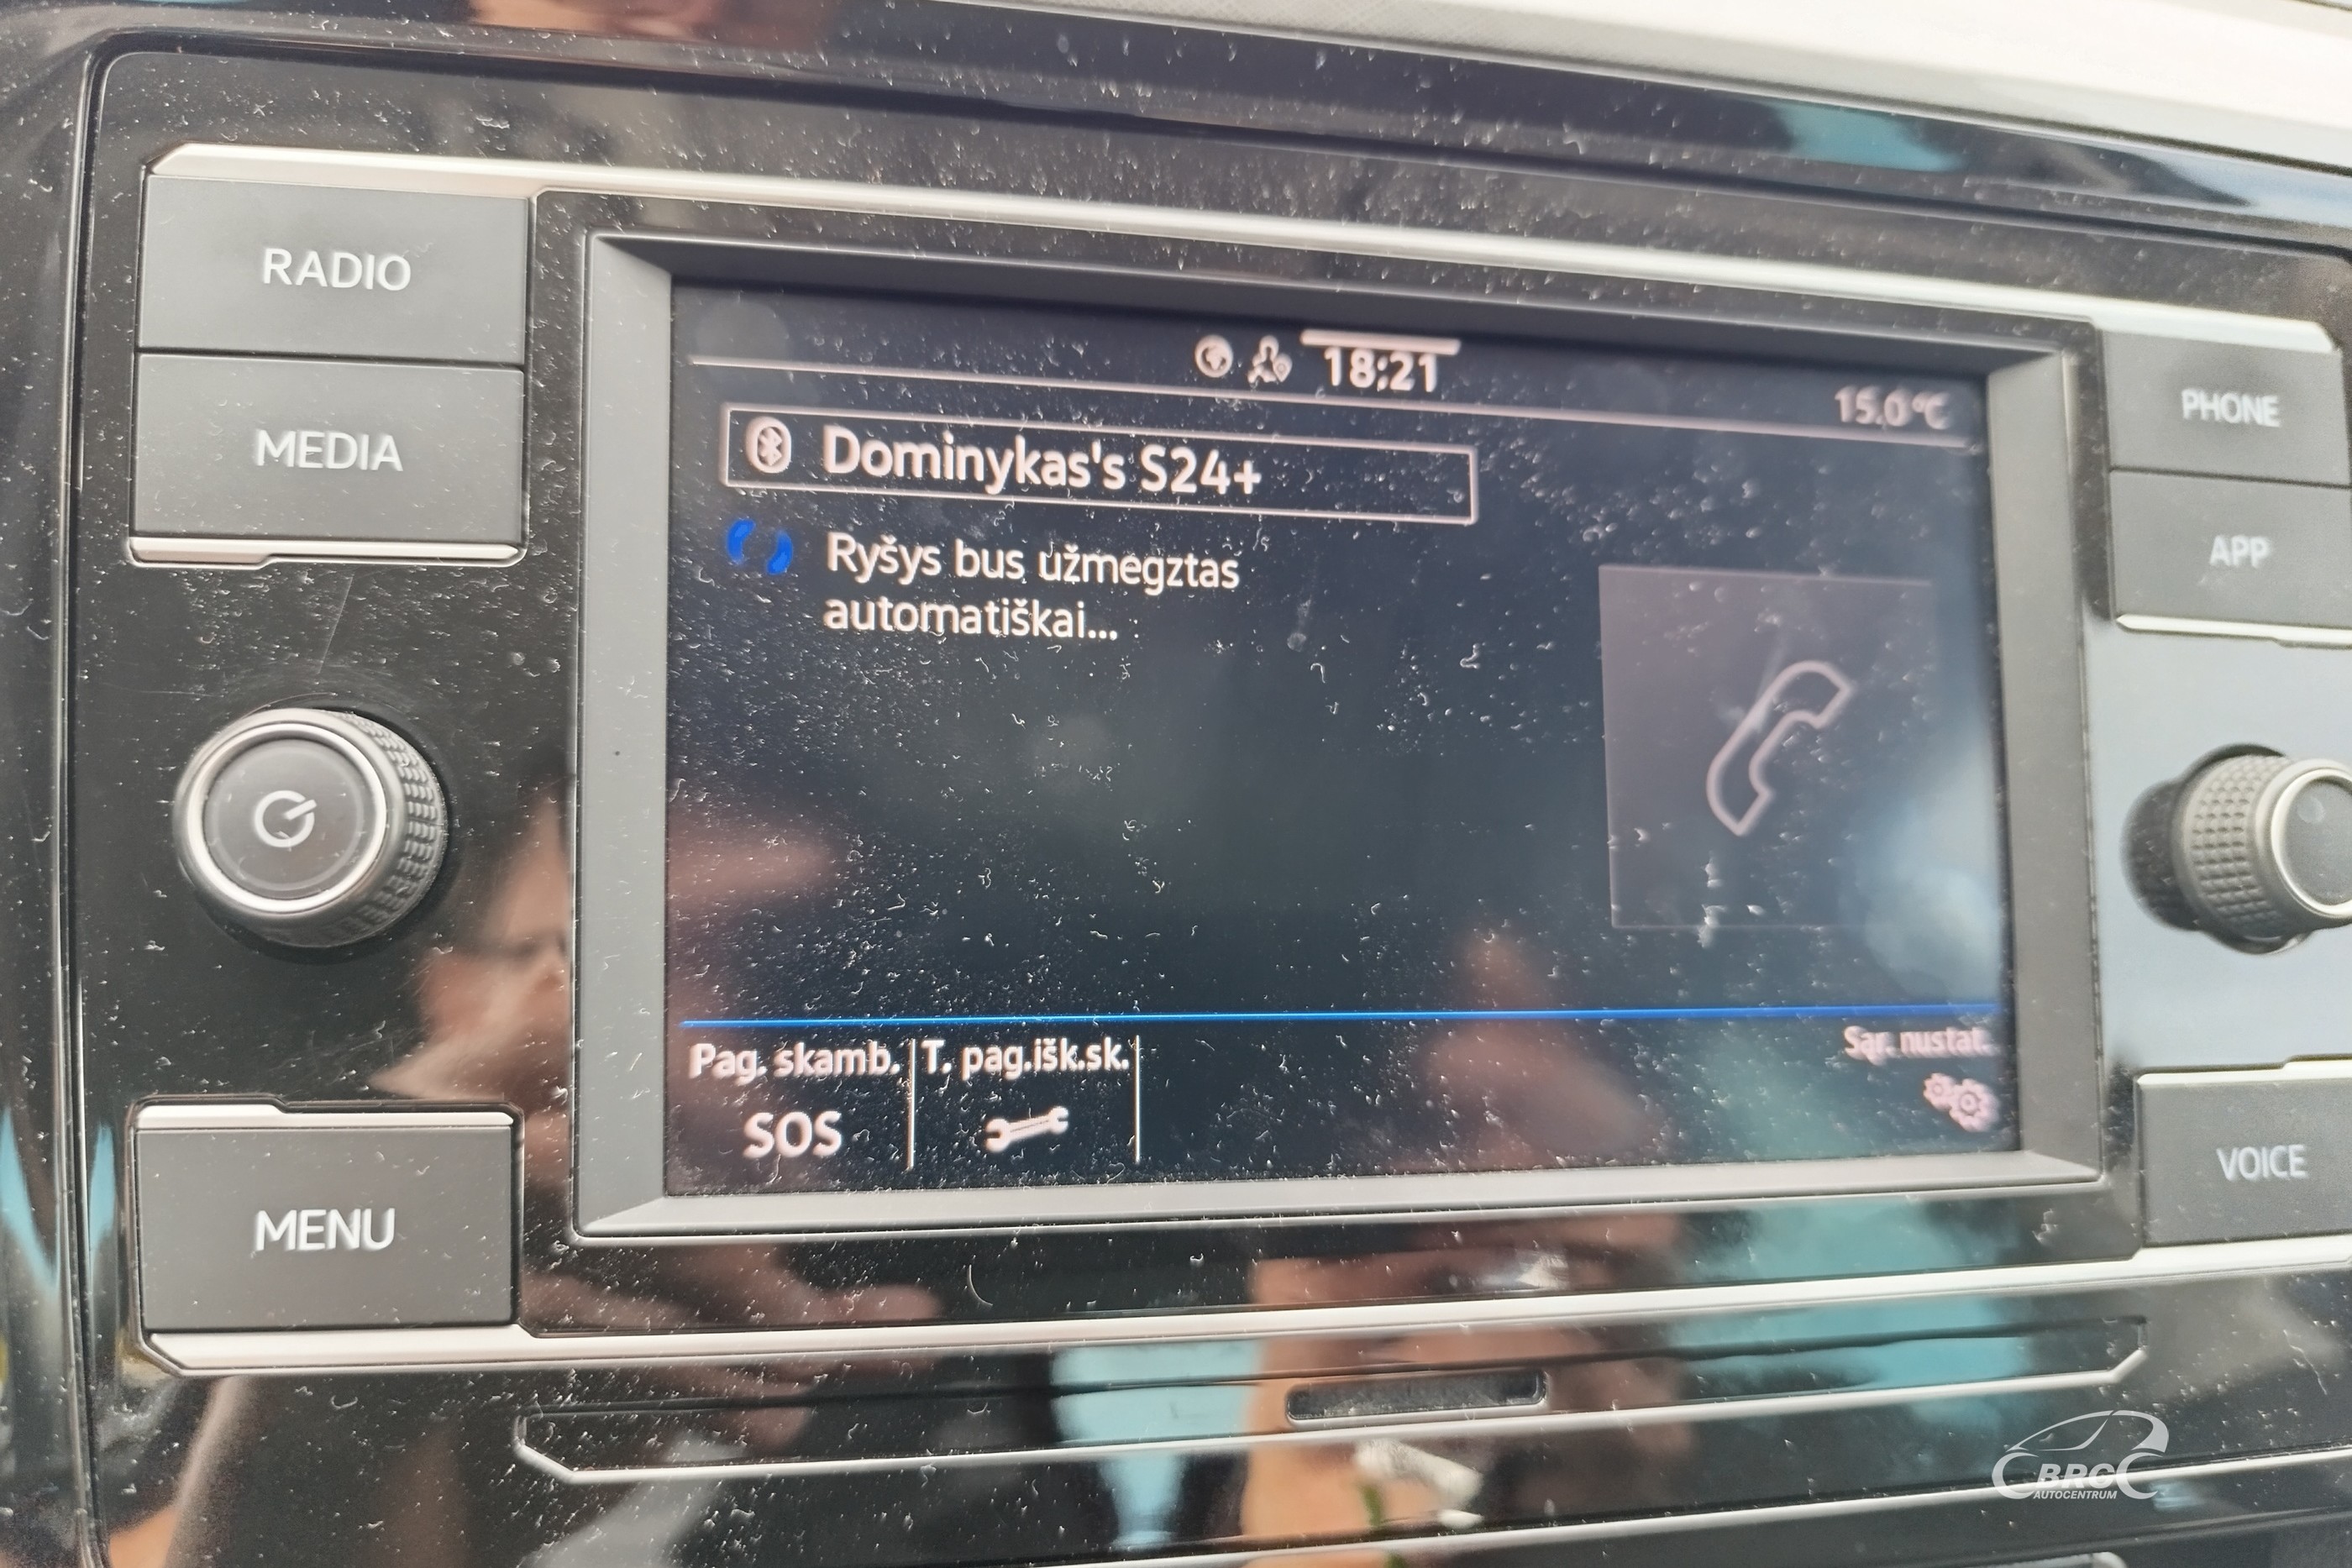 RADIO
MEDIA
MENU
18:21
15.0°C
Dominykas's S24+
Ryšys bus užmegztas
automatiškai...
Pag. skamb.
SOS
T. pag.išk.sk.
Sąr. nustat.
PHONE
APP
VOICE
BRC
AUTOCENTRUM